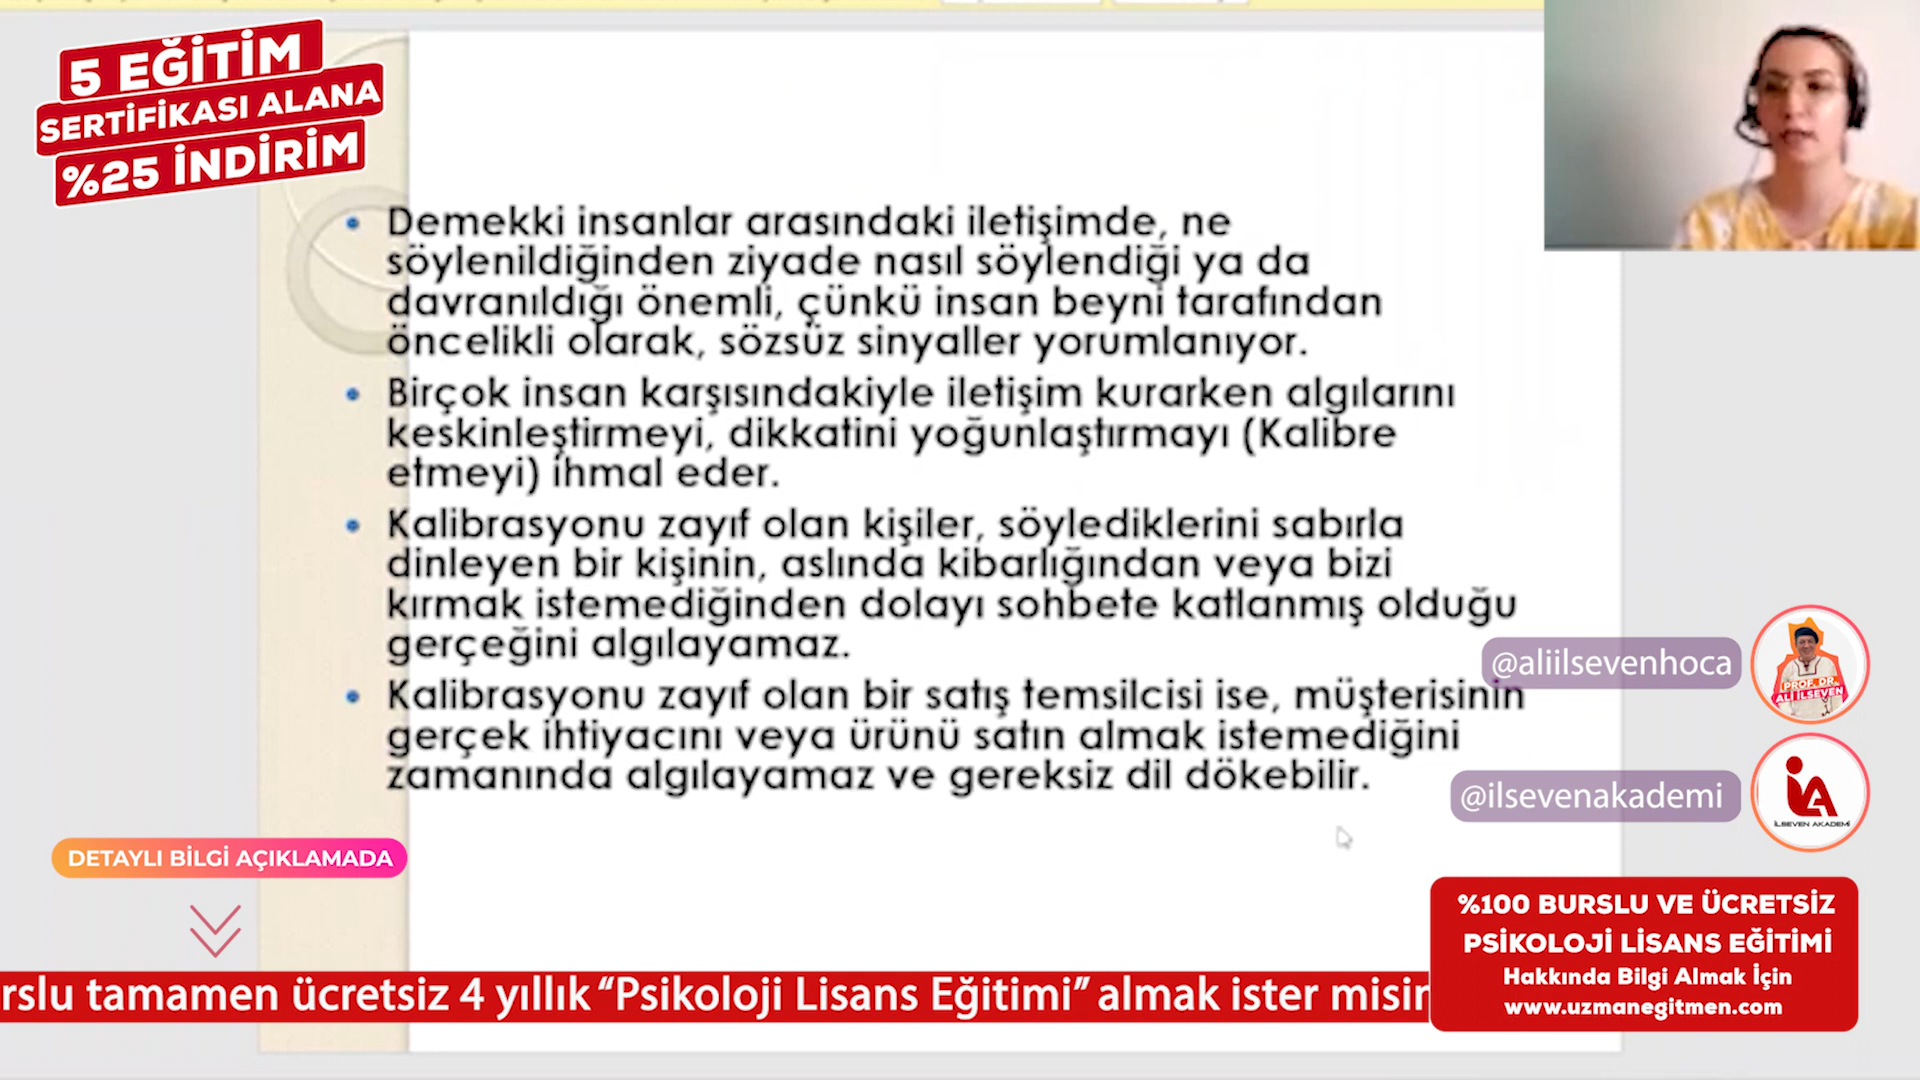 5 EĞİTİM
SERTİFİKASI ALANA
%25 İNDİRİM
Demekki insanlar arasındaki iletişimde, ne
söylenildiğinden ziyade nasıl söylendiği ya da
davranıldığı önemli, çünkü insan beyni tarafından
öncelikli olarak, sözsüz sinyaller yorumlanıyor.
Birçok insan karşısındakiyle iletişim kurarken algılarını
keskinleştirmeyi, dikkatini yoğunlaştırmayı (Kalibre
etmeyi) ihmal eder.
Kalibrasyonu zayıf olan kişiler, söylediklerini sabırla
dinleyen bir kişinin, aslında kibarlığından veya bizi
kırmak istemediğinden dolayı sohbete katlanmış olduğu
gerçeğini algılayamaz.
Kalibrasyonu zayıf olan bir satış temsilcisi ise, müşterisinin
gerçek ihtiyacını veya ürünü satın almak istemediğini
zamanında algılayamaz ve gereksiz dil dökebilir.
@aliilsevenhoca
PROF. DR.
ALİ İLSEVEN
@ilsevenakademi
İLSEVEN AKADEMİ
DETAYLI BİLGİ AÇIKLAMADA
%100 BURSLU VE ÜCRETSİZ
PSİKOLOJİ LİSANS EĞİTİMİ
Hakkında Bilgi Almak İçin
www.uzmanegitmen.com
rslu tamamen ücretsiz 4 yıllık “Psikoloji Lisans Eğitimi” almak ister misin